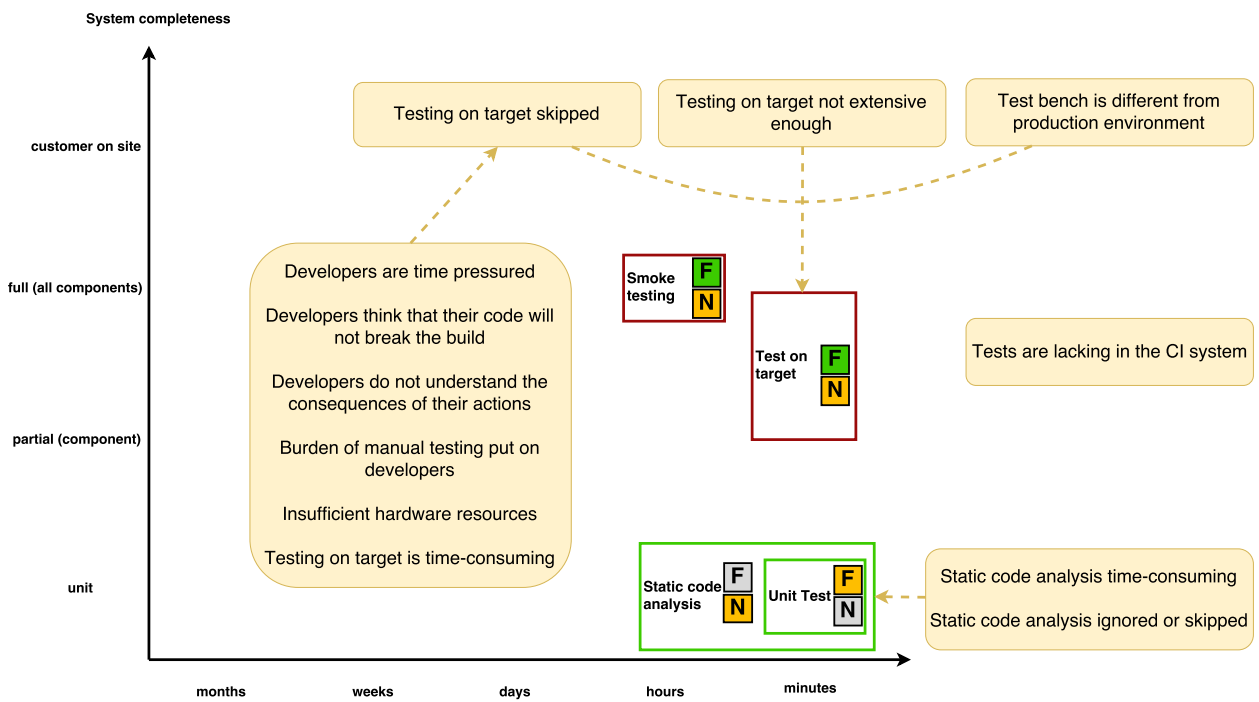 System completeness
Testing on target skipped
Testing on target not extensive
enough
Test bench is different from
production environment
customer on site
full (all components)
partial (component)
unit
Developers are time pressured
Developers think that their code will
not break the build
Developers do not understand the
consequences of their actions
Burden of manual testing put on
developers
Insufficient hardware resources
Testing on target is time-consuming
Smoke
testing
F
N
Test on
target
F
N
Tests are lacking in the CI system
Static code
analysis
F
N
Unit Test
F
N
Static code analysis time-consuming
Static code analysis ignored or skipped
months
weeks
days
hours
minutes